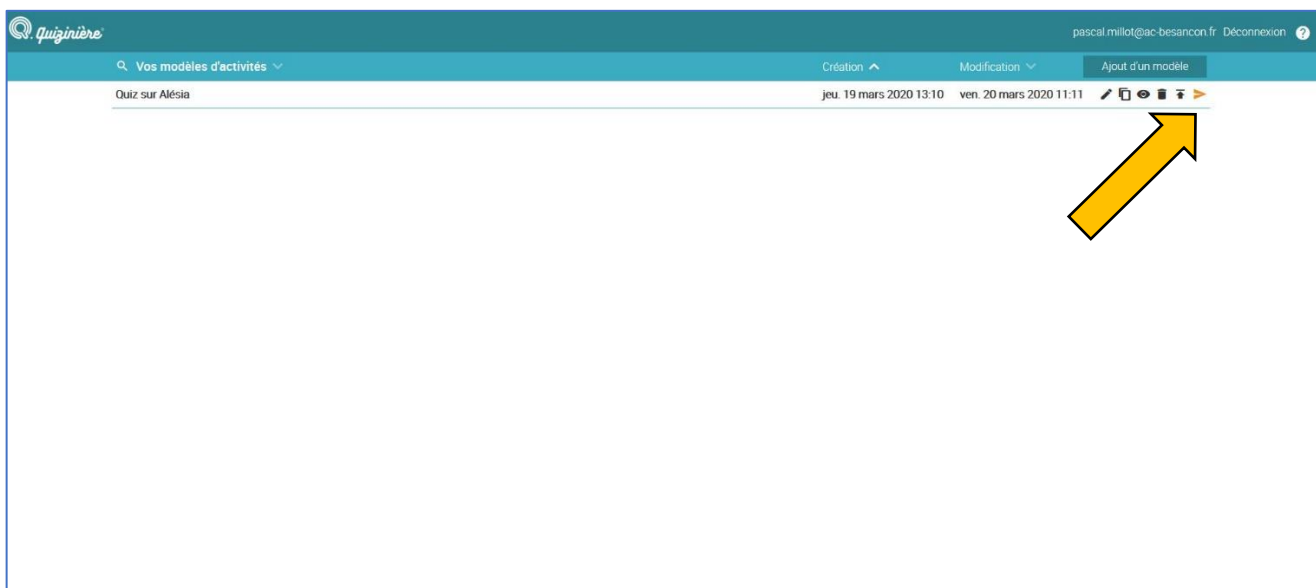 Quizinière
pascal.millot@ac-besancon.fr Déconnexion ?
Vos modèles d'activités Création Modification Ajout d'un modèle
Quiz sur Alésia jeu. 19 mars 2020 13:10 ven. 20 mars 2020 11:11